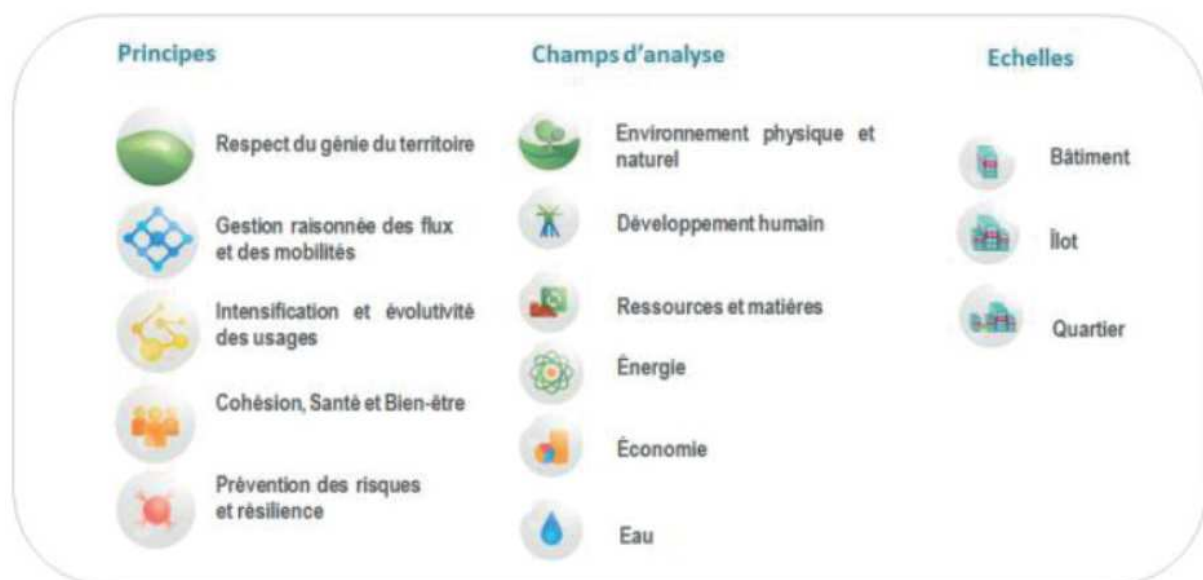 Principes
Respect du génie du territoire
Gestion raisonnée des flux
et des mobilités
Intensification et évolutivité
des usages
Cohésion, Santé et Bien-être
Prévention des risques
et résilience
Champs d'analyse
Environnement physique et
naturel
Développement humain
Ressources et matières
Énergie
Économie
Eau
Echelles
Bâtiment
Îlot
Quartier